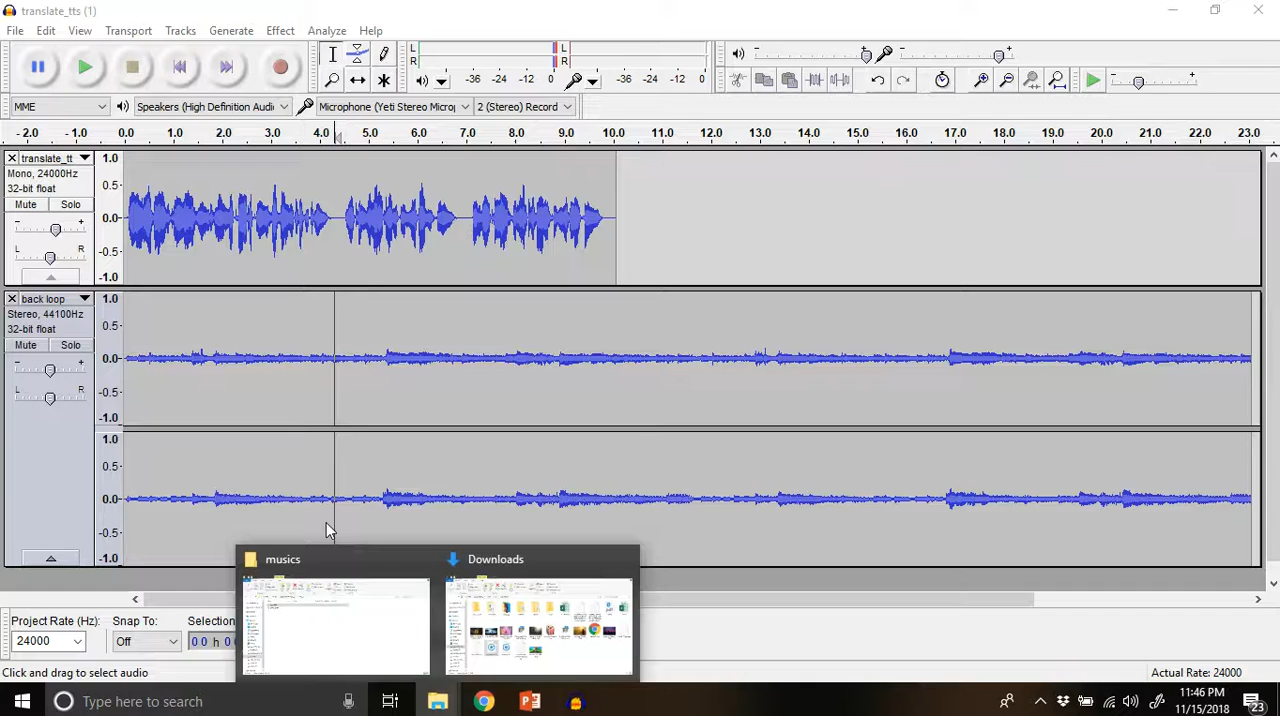 translate_tts (1)
File Edit View Transport Tracks Generate Effect Analyze Help
L R -36 -24 -12 0 L R -36 -24 -12 0
MME Speakers (High Definition Audi Microphone (Yeti Stereo Microp 2 (Stereo) Record
-2.0 -1.0 0.0 1.0 2.0 3.0 4.0 5.0 6.0 7.0 8.0 9.0 10.0 11.0 12.0 13.0 14.0 15.0 16.0 17.0 18.0 19.0 20.0 21.0 22.0 23.0
translate_tt 1.0
Mono, 24000Hz
32-bit float 0.5
Mute Solo
- + 0.0
L R -0.5
-1.0
back loop 1.0
Stereo, 44100Hz
32-bit float 0.5
Mute Solo
- + 0.0
L R -0.5
-1.0
1.0
0.5
0.0
-0.5
-1.0
musics Downloads
Project Rate (Hz): Snap To: Selection
24000 Off 0 0 h 0
Click and drag to select audio Actual Rate: 24000
Type here to search
11:46 PM
11/15/2018
23